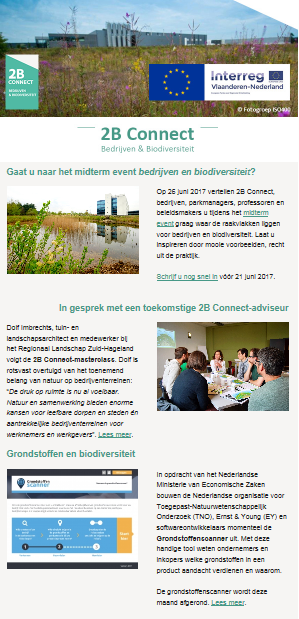 2B
CONNECT
BEDRIJVEN
& BIODIVERSITEIT
Interreg
Vlaanderen-Nederland
© Fotogroep ISO400
2B Connect
Bedrijven & Biodiversiteit
Gaat u naar het midterm event bedrijven en biodiversiteit?
Op 26 juni 2017 vertellen 2B Connect,
bedrijven, parkmanagers, professoren en
beleidsmakers u tijdens het midterm
event graag waar de raakvlakken liggen
voor bedrijven en biodiversiteit. Laat u
inspireren door mooie voorbeelden, recht
uit de praktijk.
Schrijf u nog snel in vóór 21 juni 2017.
In gesprek met een toekomstige 2B Connect-adviseur
Dolf Imbrechts, tuin- en
landschapsarchitect en medewerker bij
het Regionaal Landschap Zuid-Hageland
volgt de 2B Connect-masterclass. Dolf is
rotsvast overtuigd van het toenemend
belang van natuur op bedrijventerreinen:
"De druk op ruimte is nu al voelbaar.
Natuur en samenwerking bieden enorme
kansen voor leefbare dorpen en steden én
aantrekkelijke bedrijventerreinen voor
werknemers en werkgevers". Lees meer.
Grondstoffen en biodiversiteit
Grondstoffen
scanner
In opdracht van het Nederlandse
Ministerie van Economische Zaken
bouwen de Nederlandse organisatie voor
Toegepast-Natuurwetenschappelijk
Onderzoek (TNO), Ernst & Young (EY) en
softwareontwikkelaars momenteel de
Grondstoffenscanner uit. Met deze
handige tool weten ondernemers en
inkopers welke grondstoffen in een
product aandacht verdienen en waarom.
De grondstoffenscanner wordt deze
maand afgerond. Lees meer.